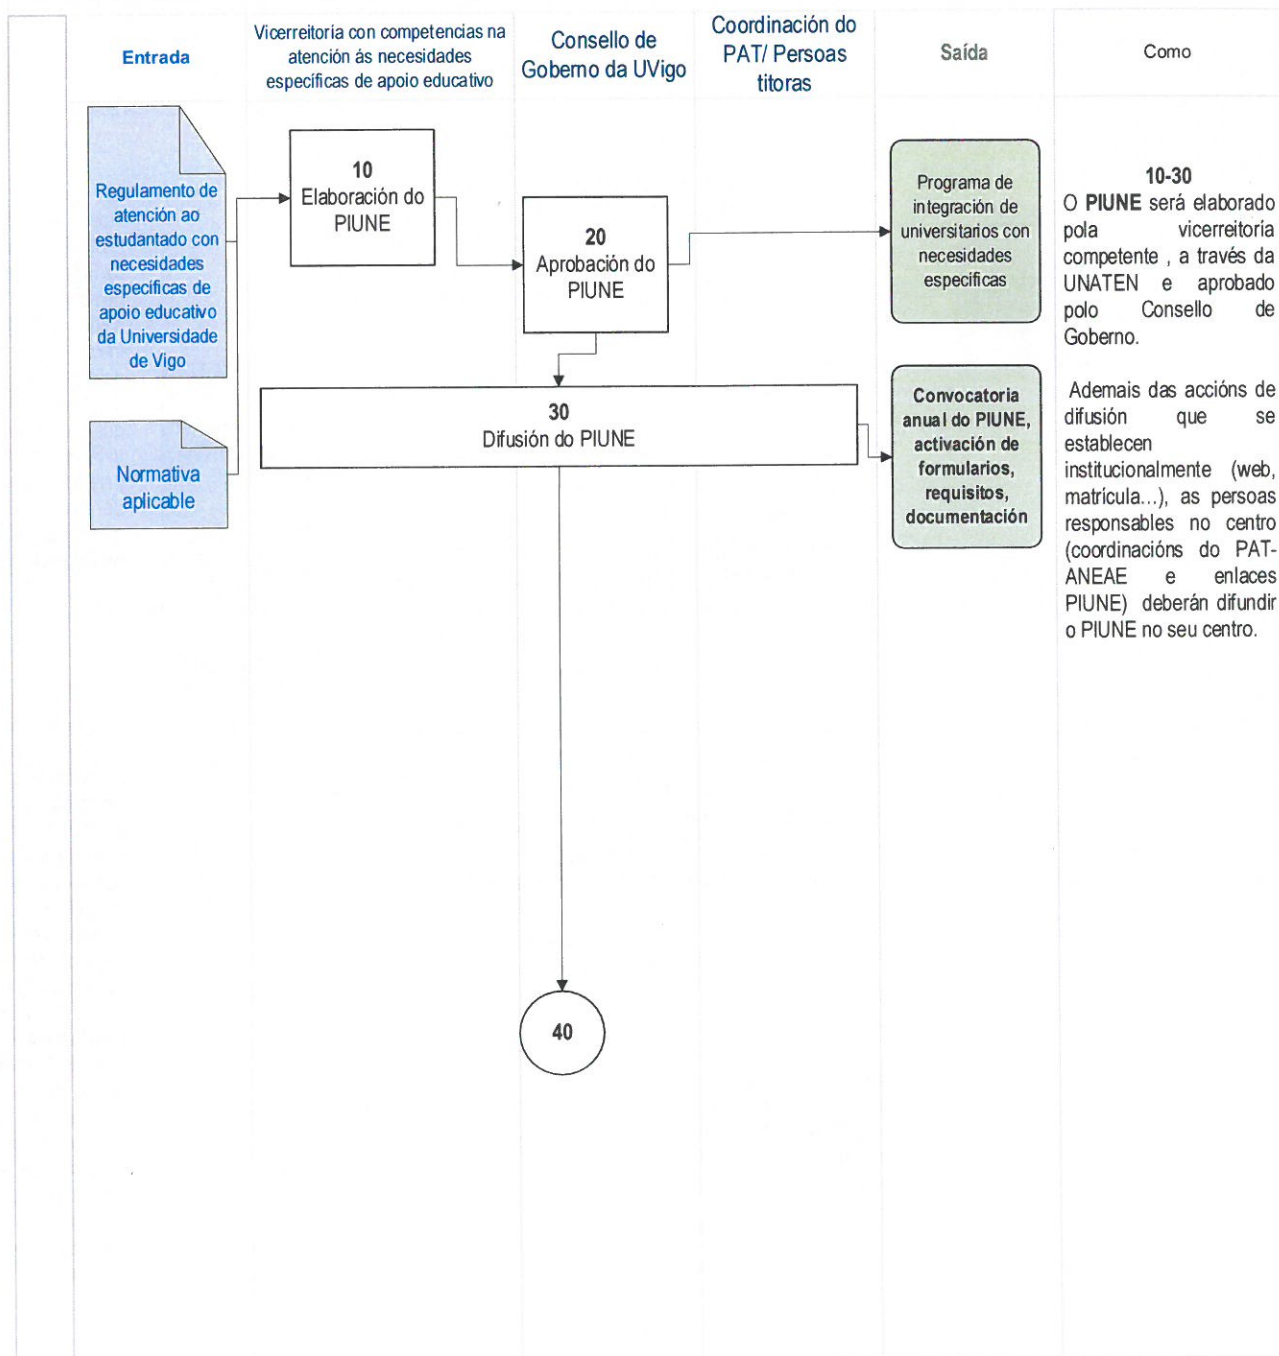 Entrada
Vicerreitoría con competencias na
atención ás necesidades
específicas de apoio educativo
Consello de
Goberno da UVigo
Coordinación do
PAT/ Persoas
titoras
Saída
Como
Regulamento de
atención ao
estudantado con
necesidades
específicas de
apoio educativo
da Universidade
de Vigo
Normativa
aplicable
10
Elaboración do
PIUNE
20
Aprobación do
PIUNE
30
Difusión do PIUNE
40
Programa de
integración de
universitarios con
necesidades
específicas
Convocatoria
anual do PIUNE,
activación de
formularios,
requisitos,
documentación
10-30
O PIUNE será elaborado
pola vicerreitoría
competente , a través da
UNATEN e aprobado
polo Consello de
Goberno.
Ademais das accións de
difusión que se
establecen
institucionalmente (web,
matrícula...), as persoas
responsables no centro
(coordinacións do PAT-
ANEAE e enlaces
PIUNE) deberán difundir
o PIUNE no seu centro.